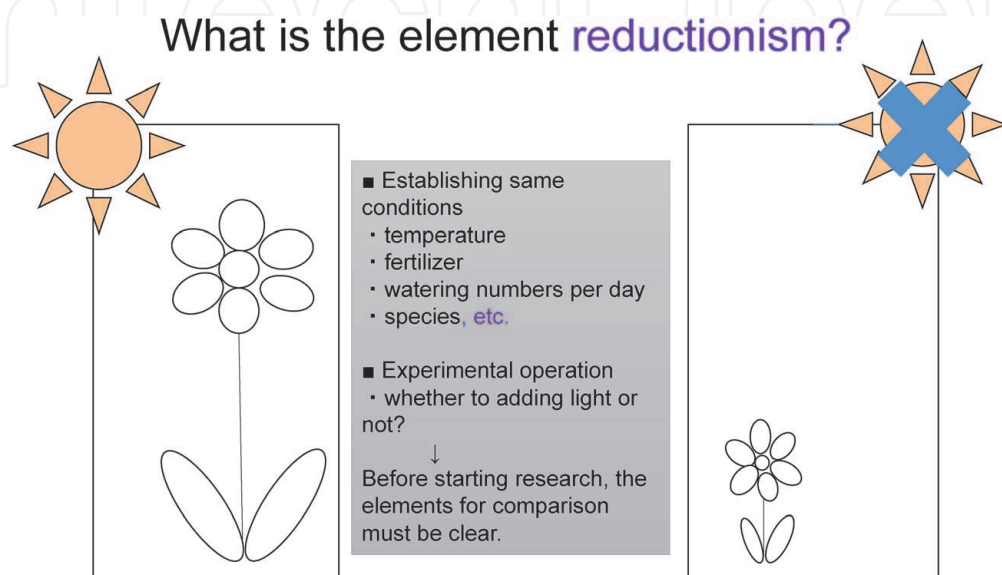 What is the element reductionism?
■ Establishing same
conditions
・temperature
・fertilizer
・watering numbers per day
・species, etc.
■ Experimental operation
・whether to adding light or
not?
↓
Before starting research, the
elements for comparison
must be clear.